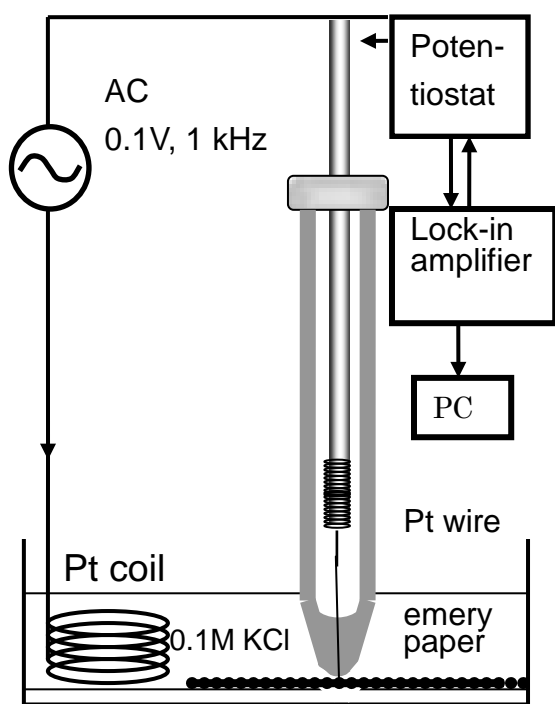 Poten-
tiostat
AC
0.1V, 1 kHz
Lock-in
amplifier
PC
Pt wire
Pt coil
0.1M KCl
emery
paper